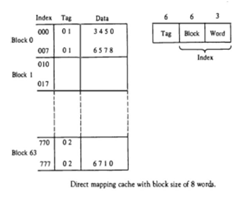 Index Tag Data
6 6 3
Block 0 000 0 1 3 4 5 0
Tag Block Word
007 0 1 6 5 7 8
Index
Block 1 010
017
Block 63 770 0 2
777 0 2 6 7 1 0
Direct mapping cache with block size of 8 words.